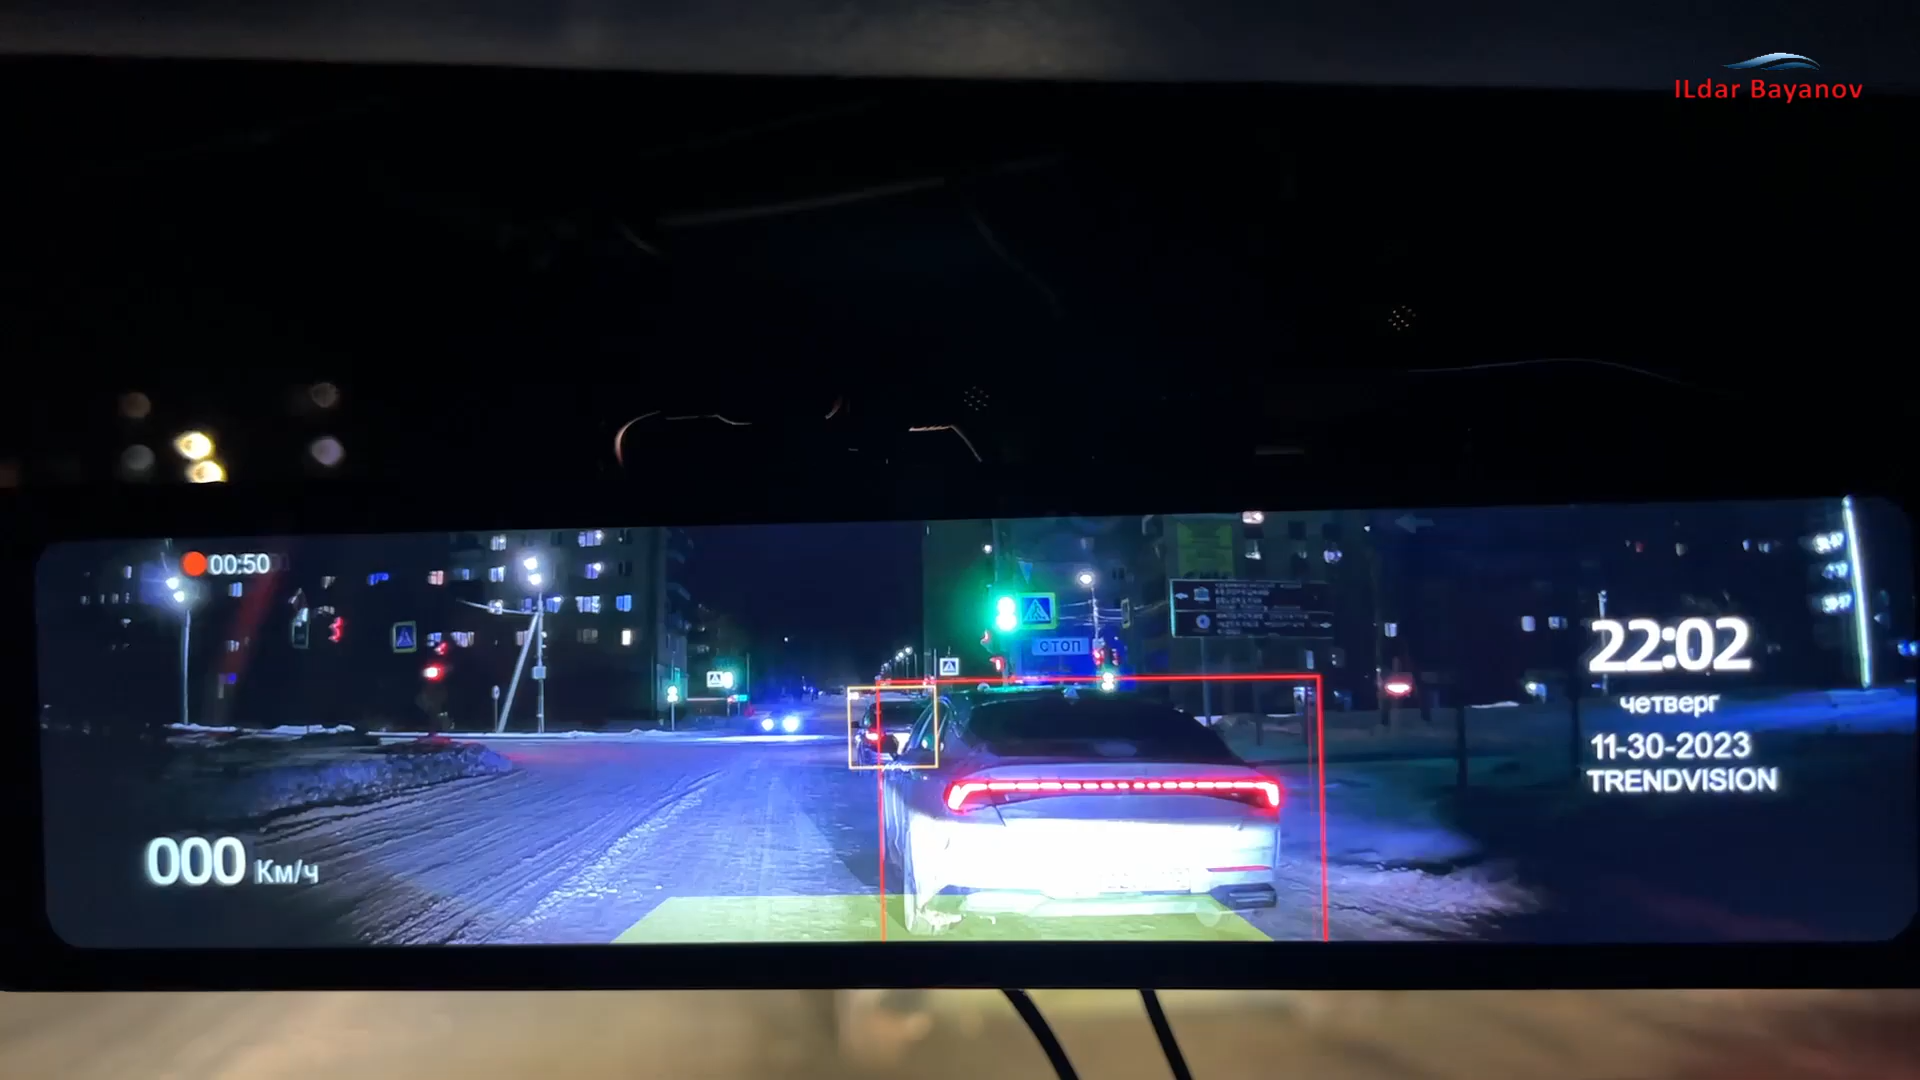 ILdar Bayanov
00:50
СТОП
22:02
четверг
11-30-2023
TRENDVISION
000 Км/ч